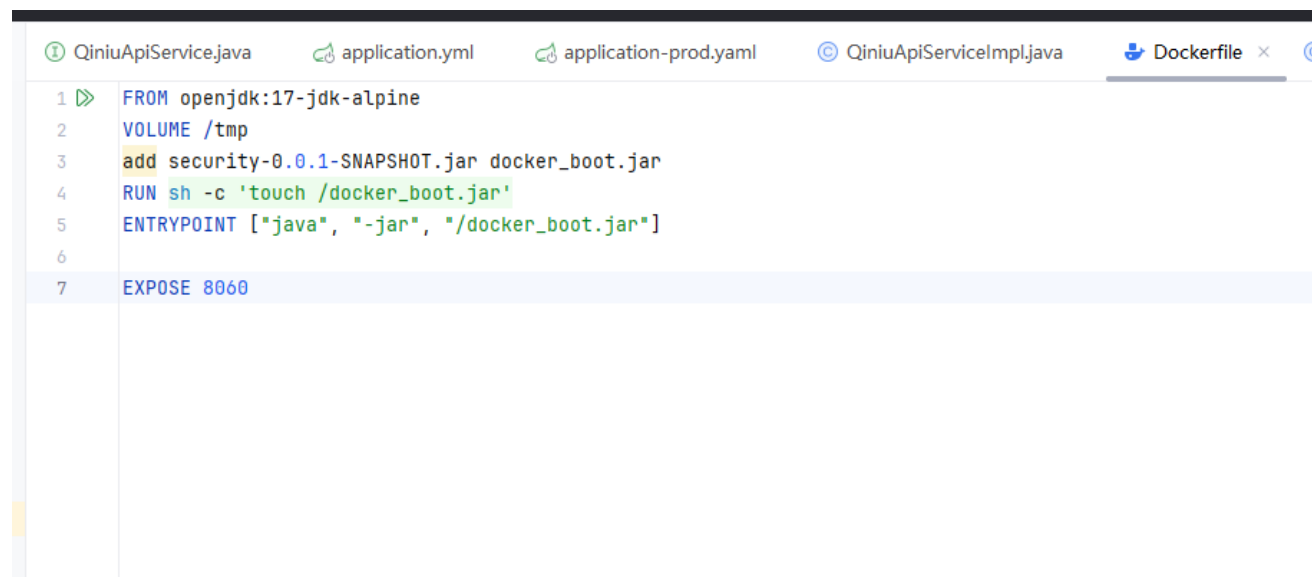 QiniuApiService.java application.yml application-prod.yaml QiniuApiServiceImpl.java Dockerfile
1 FROM openjdk:17-jdk-alpine
2 VOLUME /tmp
3 add security-0.0.1-SNAPSHOT.jar docker_boot.jar
4 RUN sh -c 'touch /docker_boot.jar'
5 ENTRYPOINT ["java", "-jar", "/docker_boot.jar"]
6
7 EXPOSE 8060